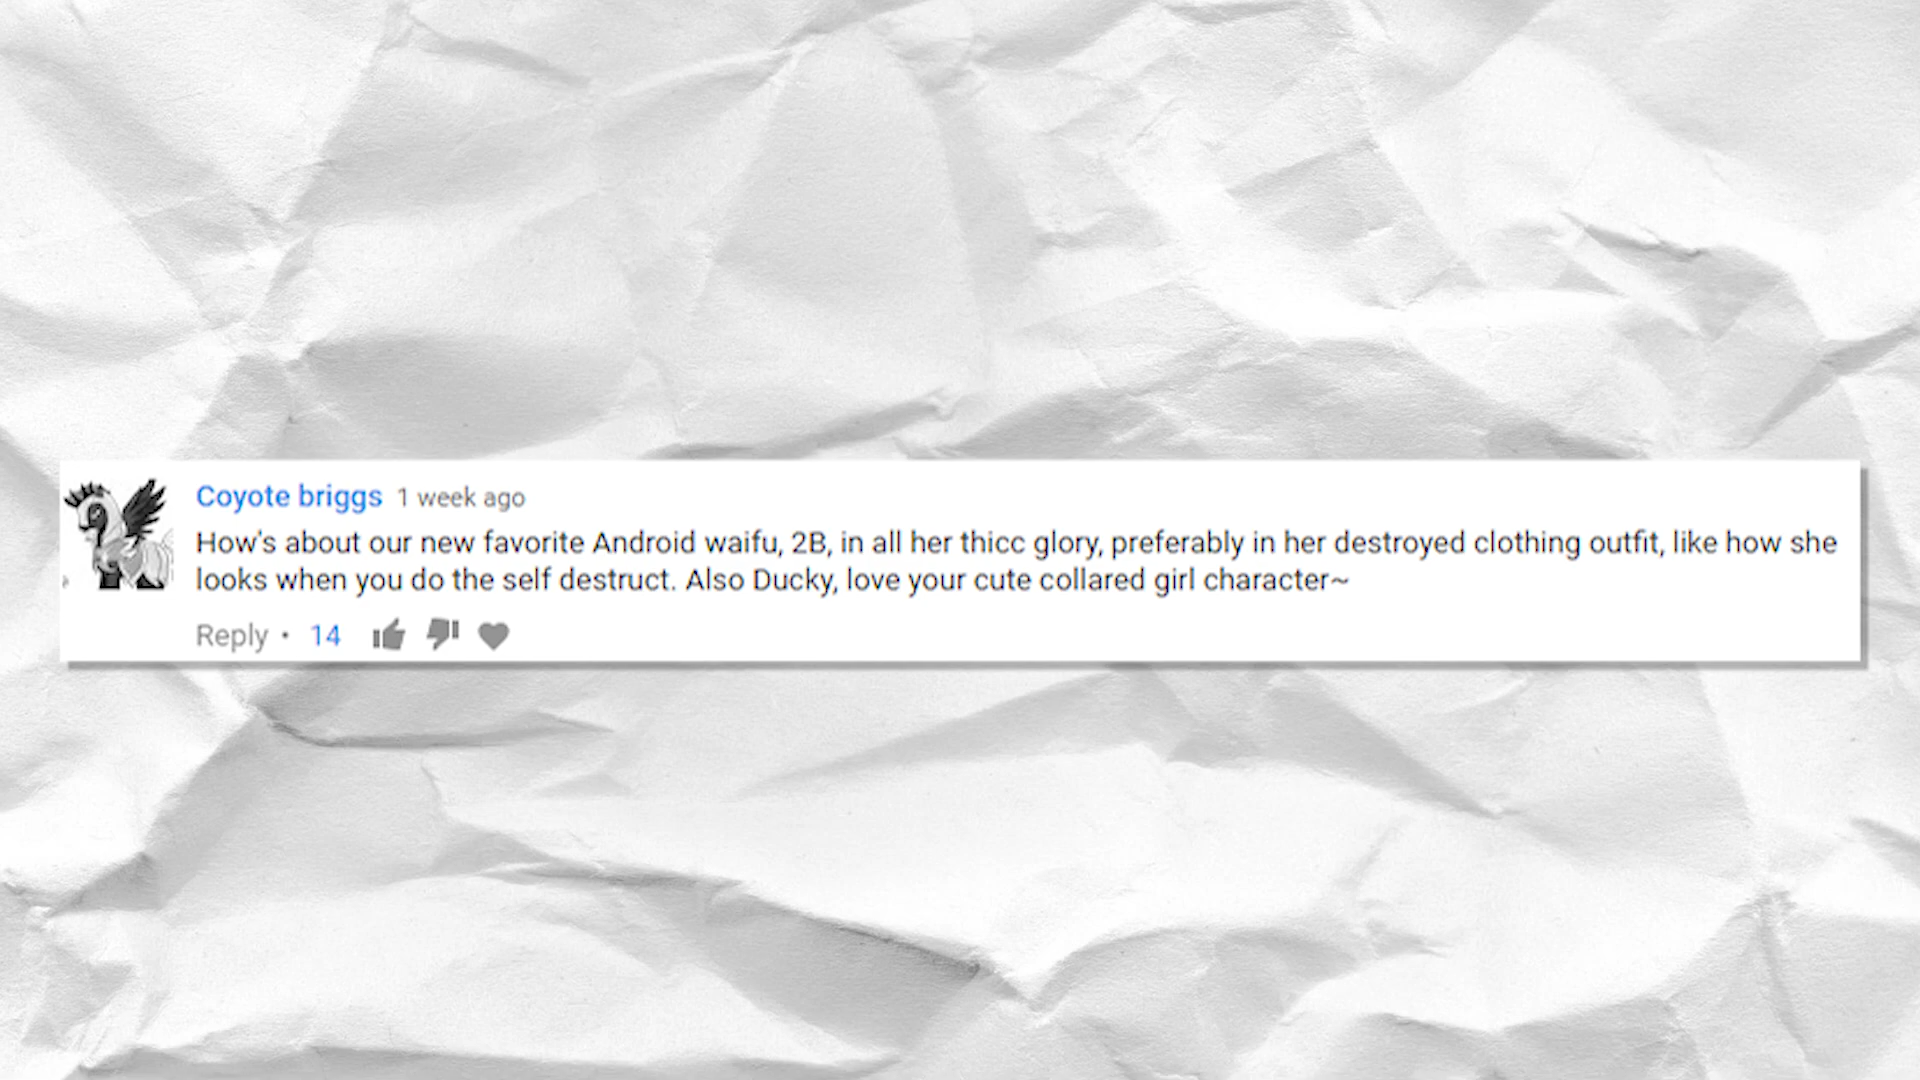 Coyote briggs 1 week ago
How's about our new favorite Android waifu, 2B, in all her thicc glory, preferably in her destroyed clothing outfit, like how she
looks when you do the self destruct. Also Ducky, love your cute collared girl character~
Reply • 14